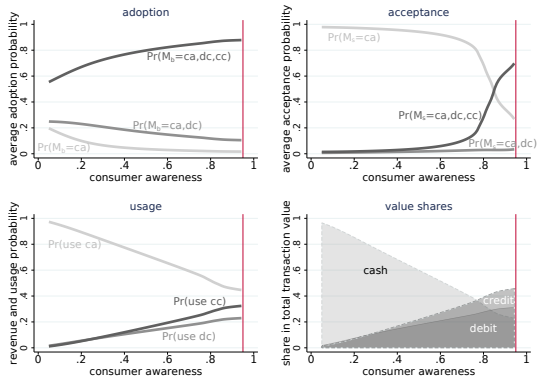 adoption
average adoption probability
0 .2 .4 .6 .8 1
Pr(M_b=ca,dc,cc)
Pr(M_b=ca,dc)
Pr(M_b=ca)
0 .2 .4 .6 .8 1
consumer awareness
acceptance
average acceptance probability
0 .2 .4 .6 .8 1
Pr(M_s=ca)
Pr(M_s=ca,dc,cc)
Pr(M_s=ca,dc)
0 .2 .4 .6 .8 1
consumer awareness
usage
revenue and usage probability
0 .2 .4 .6 .8 1
Pr(use ca)
Pr(use cc)
Pr(use dc)
0 .2 .4 .6 .8 1
consumer awareness
value shares
share in total transaction value
0 .2 .4 .6 .8 1
cash
credit
debit
0 .2 .4 .6 .8 1
consumer awareness